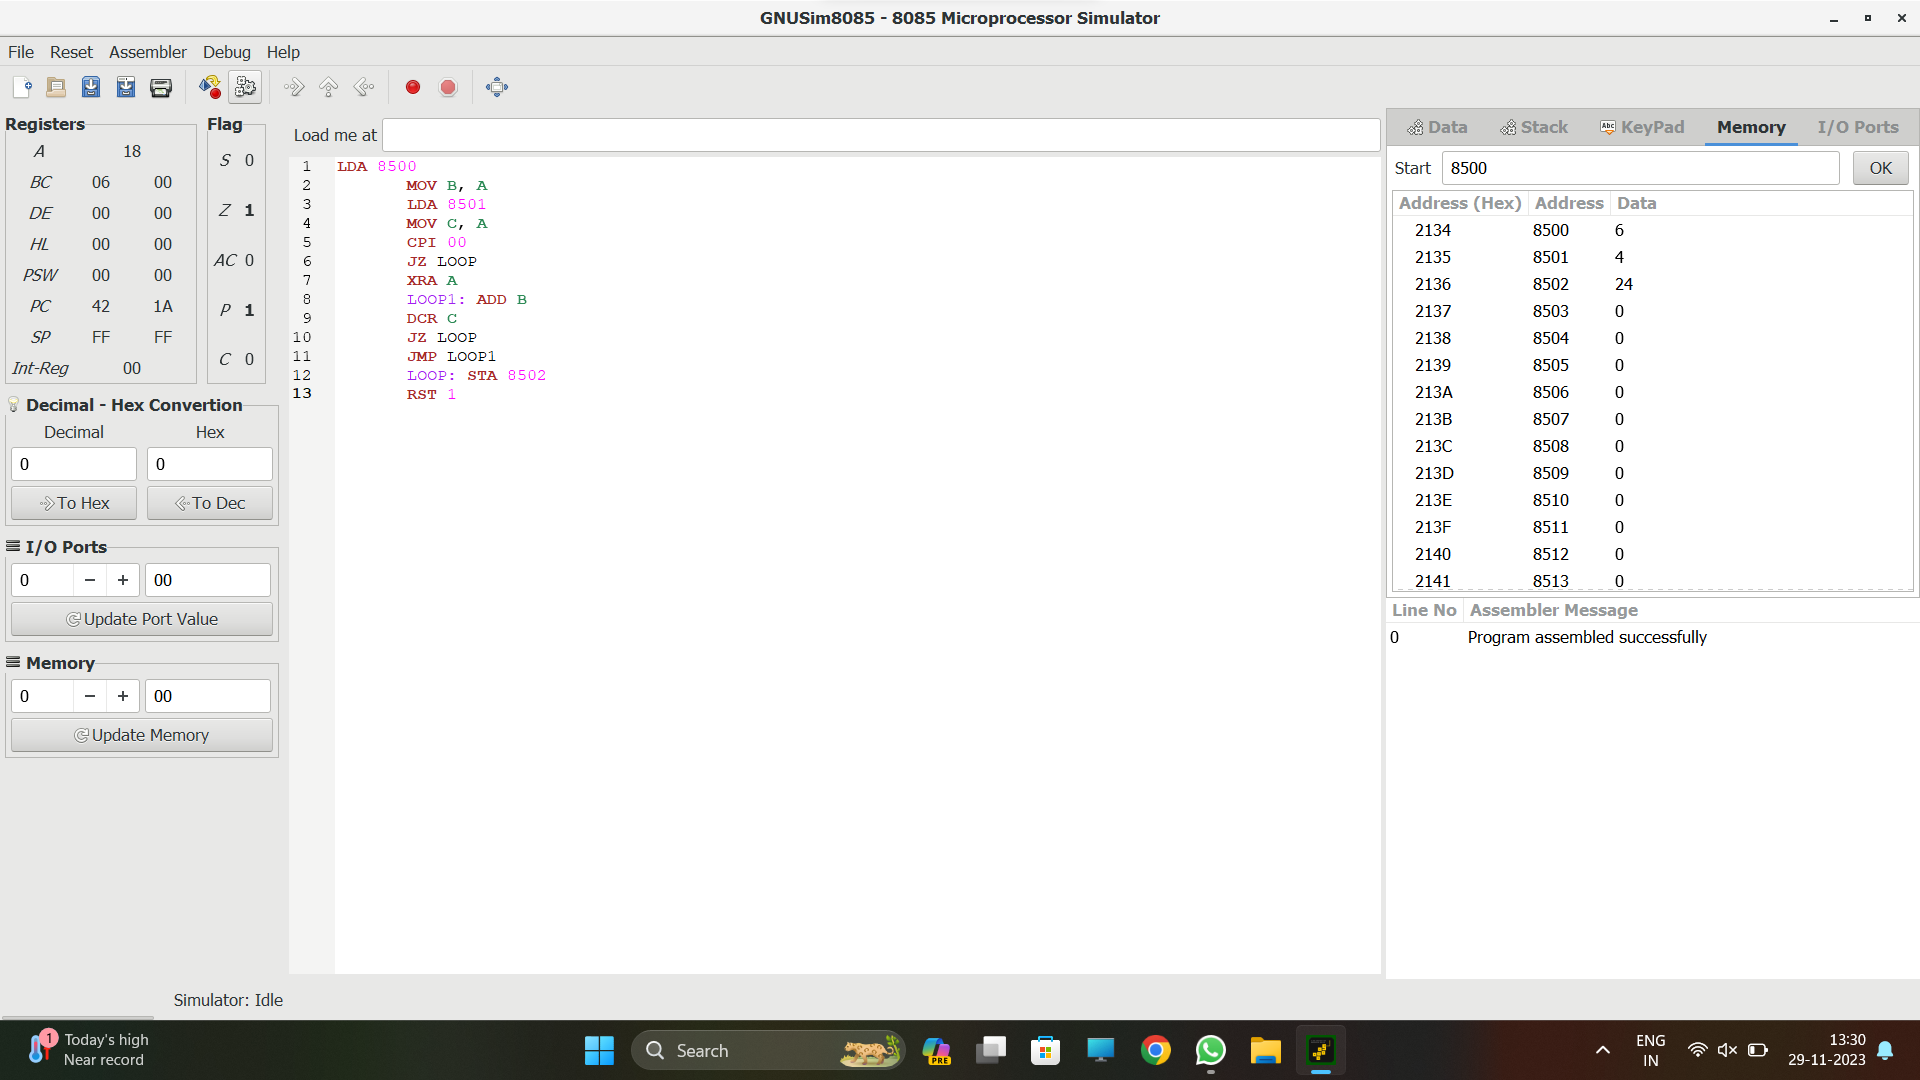 GNUSim8085 - 8085 Microprocessor Simulator
File Reset Assembler Debug Help
Registers
A 18
BC 06 00
DE 00 00
HL 00 00
PSW 00 00
PC 42 1A
SP FF FF
Int-Reg 00
Flag
S 0
Z 1
AC 0
P 1
C 0
Decimal - Hex Convertion
Decimal Hex
0 0
To Hex To Dec
I/O Ports
0 − + 00
Update Port Value
Memory
0 − + 00
Update Memory
Load me at
1 LDA 8500
2 MOV B, A
3 LDA 8501
4 MOV C, A
5 CPI 00
6 JZ LOOP
7 XRA A
8 LOOP1: ADD B
9 DCR C
10 JZ LOOP
11 JMP LOOP1
12 LOOP: STA 8502
13 RST 1
Data Stack Abc KeyPad Memory I/O Ports
Start 8500 OK
Address (Hex) Address Data
2134 8500 6
2135 8501 4
2136 8502 24
2137 8503 0
2138 8504 0
2139 8505 0
213A 8506 0
213B 8507 0
213C 8508 0
213D 8509 0
213E 8510 0
213F 8511 0
2140 8512 0
2141 8513 0
Line No Assembler Message
0 Program assembled successfully
Simulator: Idle
1 Today's high
Near record
Search
PRE
ENG
IN
13:30
29-11-2023